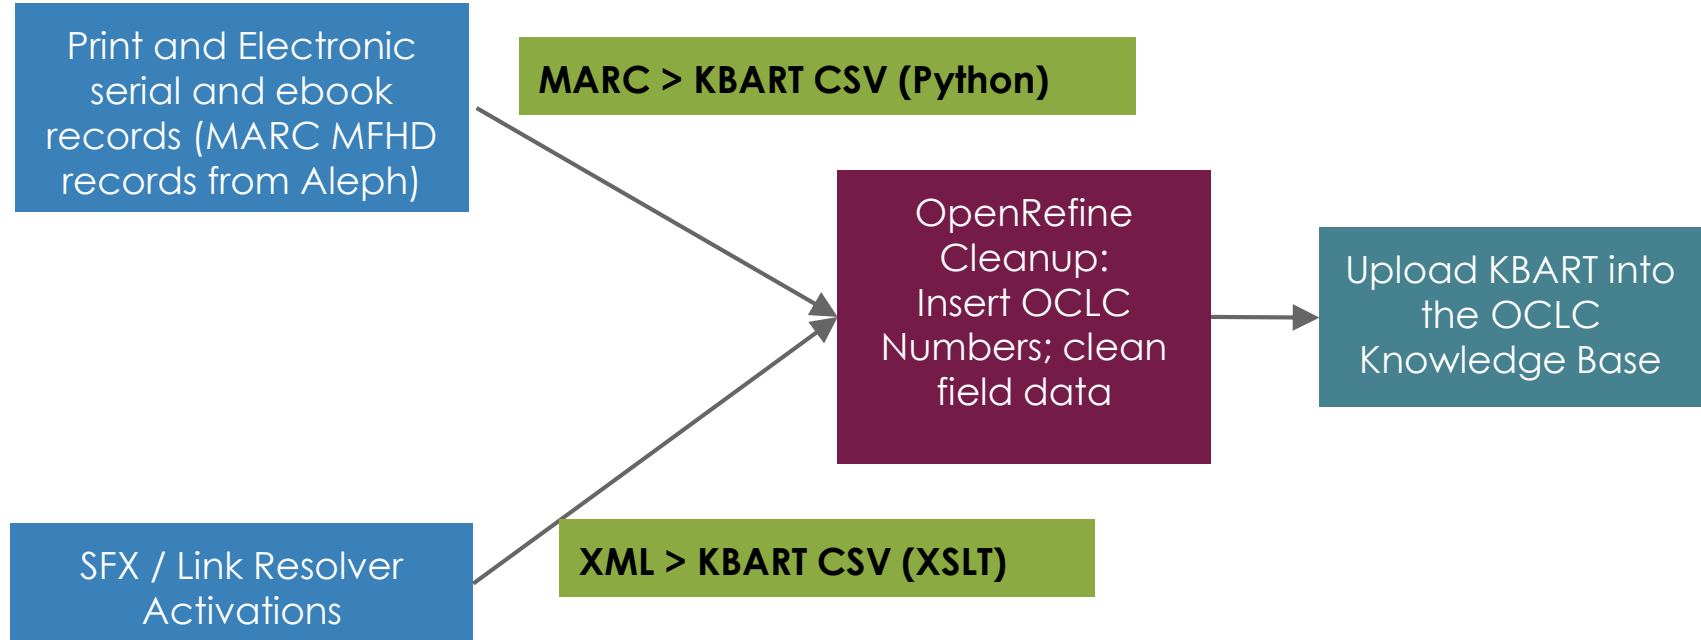 Print and Electronic
serial and ebook
records (MARC MFHD
records from Aleph)
MARC > KBART CSV (Python)
OpenRefine
Cleanup:
Insert OCLC
Numbers; clean
field data
Upload KBART into
the OCLC
Knowledge Base
SFX / Link Resolver
Activations
XML > KBART CSV (XSLT)